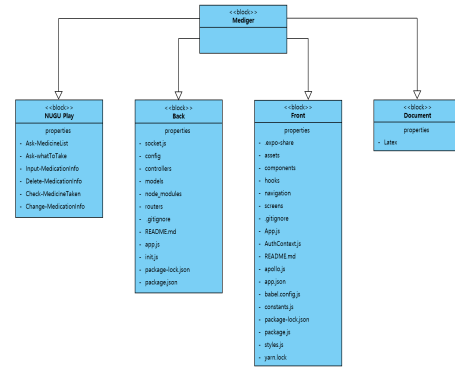 <<block>>
Mediger
<<block>>
NUGU Play
properties
- Ask-MedicineList
- Ask-whatToTake
- Input-MedicationInfo
- Delete-MedicationInfo
- Check-MedicineTaken
- Change-MedicationInfo
<<block>>
Back
properties
- socket.js
- config
- controllers
- models
- node_modules
- routers
- .gitignore
- README.md
- app.js
- init.js
- package-lock.json
- package.json
<<block>>
Front
properties
- .expo-share
- assets
- components
- hooks
- navigation
- screens
- .gitignore
- App.js
- AuthContext.js
- README.md
- apollo.js
- app.json
- babel.config.js
- constants.js
- package-lock.json
- package.js
- styles.js
- yarn.lock
<<block>>
Document
properties
- Latex